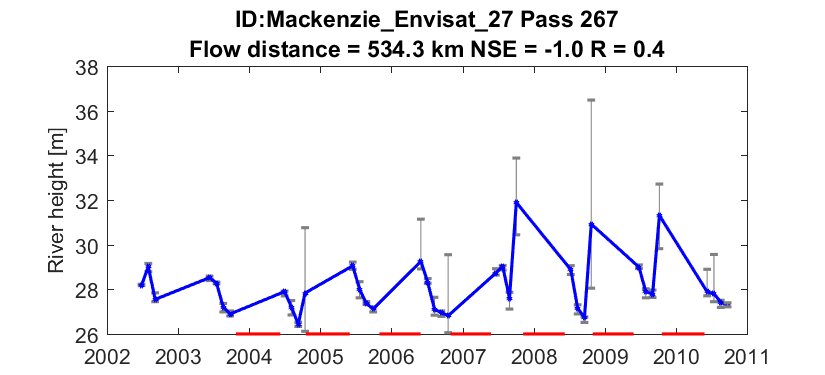 ID:Mackenzie_Envisat_27 Pass 267
Flow distance = 534.3 km NSE = -1.0 R = 0.4
River height [m]
38
36
34
32
30
28
26
2002 2003 2004 2005 2006 2007 2008 2009 2010 2011